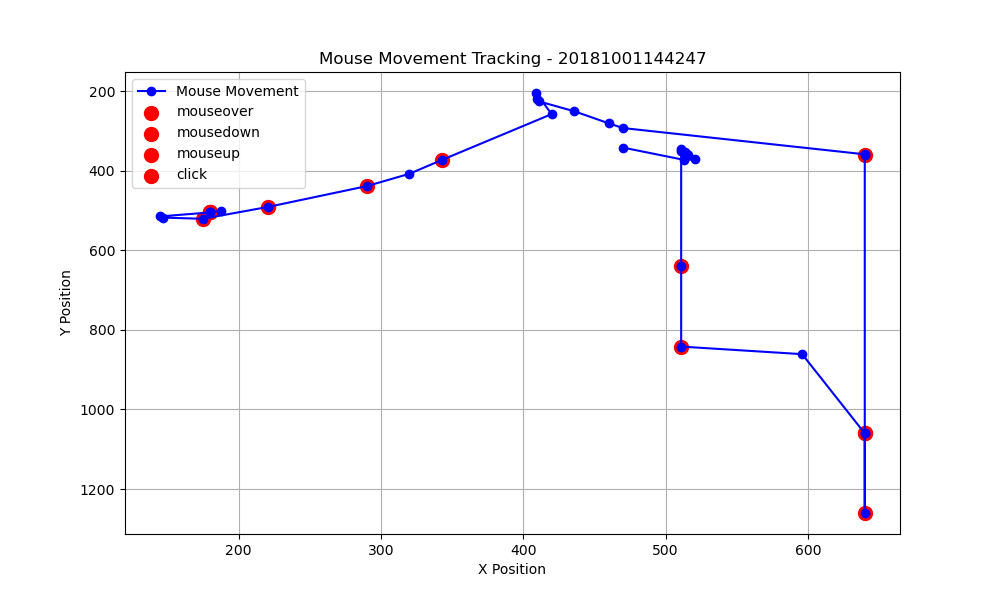 Mouse Movement Tracking - 20181001144247
Mouse Movement
mouseover
mousedown
mouseup
click
Y Position
200
400
600
800
1000
1200
200 300 400 500 600
X Position